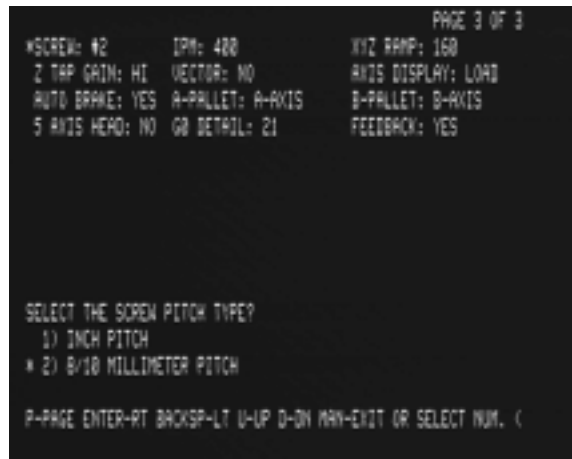 PAGE 3 OF 3
*SCREW: #2 IPM: 400 XYZ RAMP: 160
Z TAP GAIN: HI VECTOR: NO AXIS DISPLAY: LOAD
AUTO BRAKE: YES A-PALLET: A-AXIS B-PALLET: B-AXIS
5 AXIS HEAD: NO G0 DETAIL: 21 FEEDBACK: YES
SELECT THE SCREW PITCH TYPE?
1) INCH PITCH
* 2) 8/10 MILLIMETER PITCH
P-PAGE ENTER-RT BACKSP-LT U-UP D-DN MAN-EXIT OR SELECT NUM. (